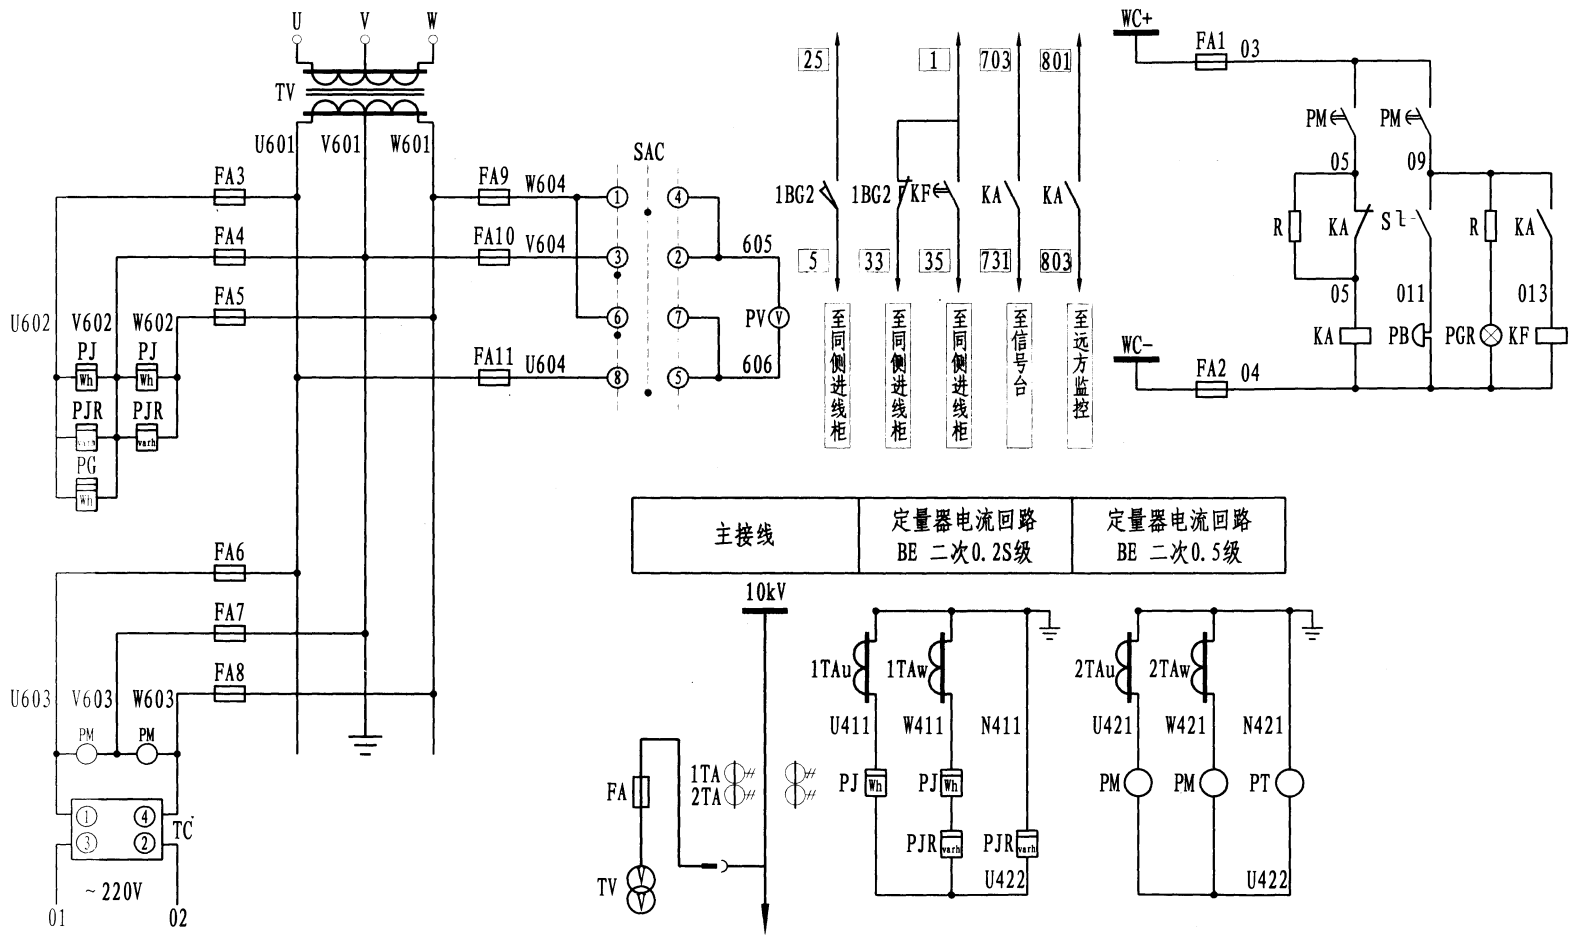 U V W
TV
U601 V601 W601
FA3
FA4
FA5
U602 V602 W602
PJ PJ
Wh Wh
PJR PJR
varh varh
PG
Wh
FA6
FA7
FA8
U603 V603 W603
PM PM
① ④
③ ②
TC
~220V
01 02
FA9 W604
FA10 V604
FA11 U604
SAC
① ④
③ ②
⑥ ⑦
⑧ ⑤
605
PV V
606
25 1 703 801
1BG2 1BG2 KF KA KA
5 33 35 731 803
至同侧进线柜
至同侧进线柜
至同侧进线柜
至信号台
至远方监控
WC+
FA1 03
PM PM
05 09
R KA S R KA
05 011 013
KA PB PGR KF
WC-
FA2 04
主接线
定量器电流回路
BE 二次0.2S级
定量器电流回路
BE 二次0.5级
10kV
1TA
2TA
FA
TV
V
V
1TAu 1TAw
U411 W411 N411
PJ Wh PJ Wh
PJR varh PJR varh
U422
2TAu 2TAw
U421 W421 N421
PM PM PT
U422